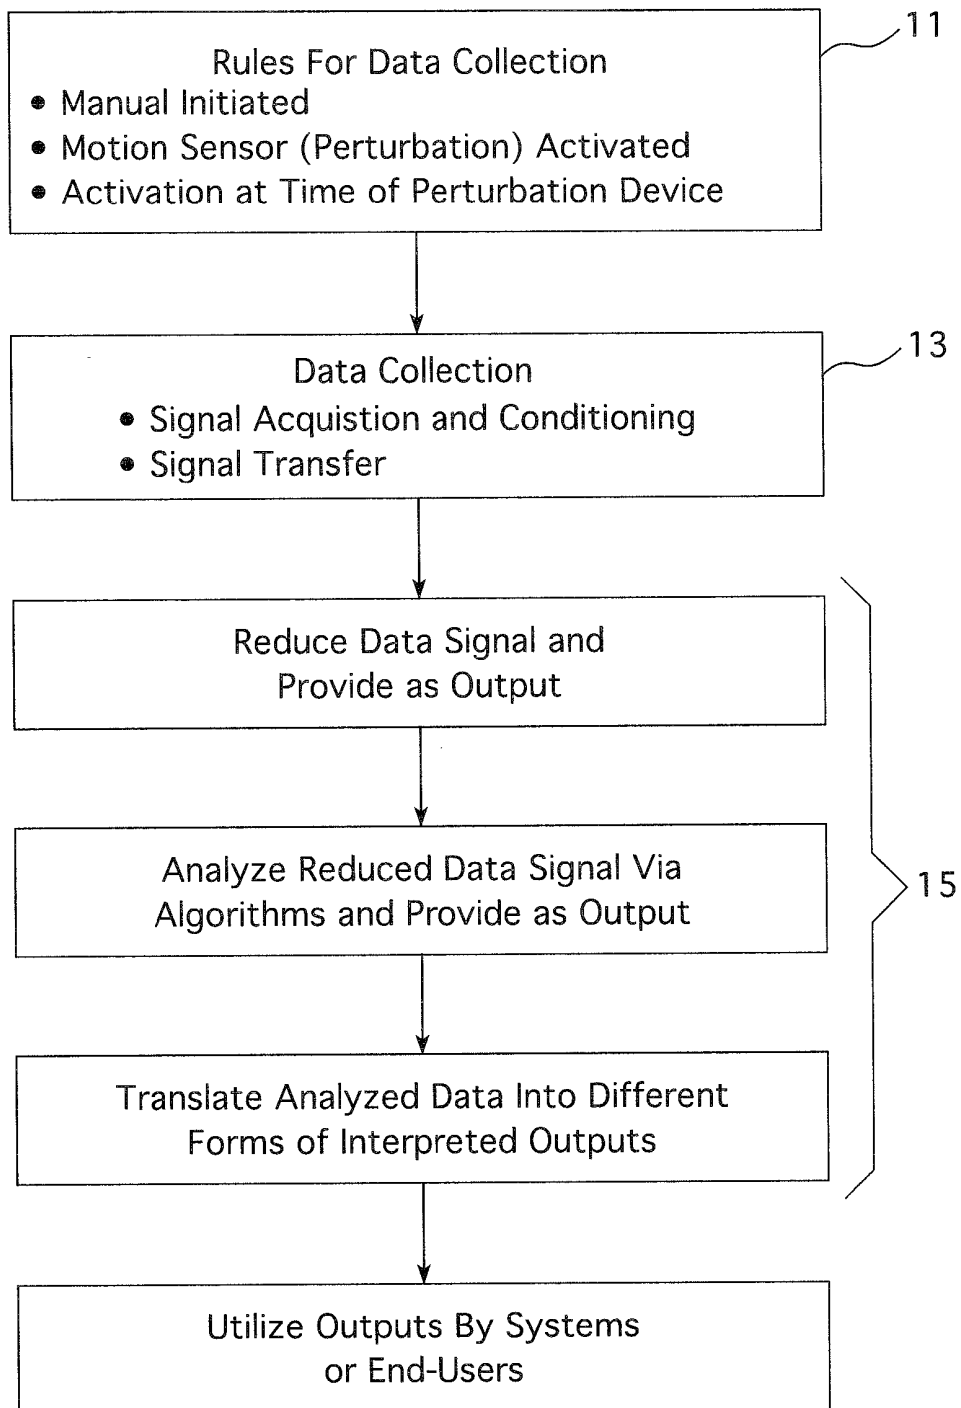 11
Rules For Data Collection
• Manual Initiated
• Motion Sensor (Perturbation) Activated
• Activation at Time of Perturbation Device
13
Data Collection
• Signal Acquistion and Conditioning
• Signal Transfer
Reduce Data Signal and
Provide as Output
15
Analyze Reduced Data Signal Via
Algorithms and Provide as Output
Translate Analyzed Data Into Different
Forms of Interpreted Outputs
Utilize Outputs By Systems
or End-Users